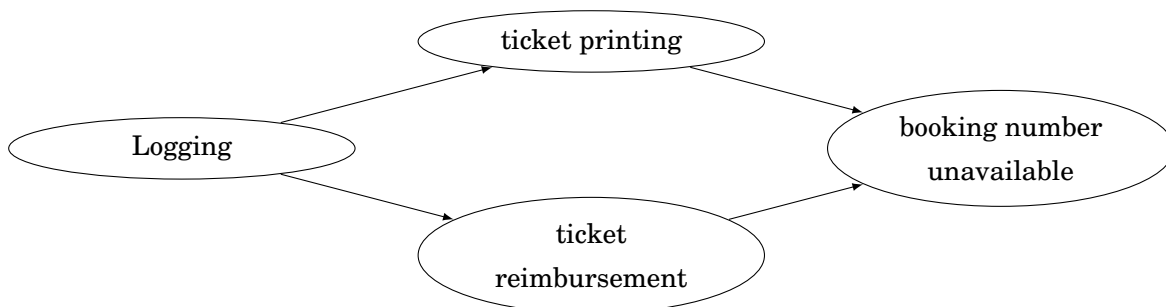 ticket printing
Logging
booking number
unavailable
ticket
reimbursement